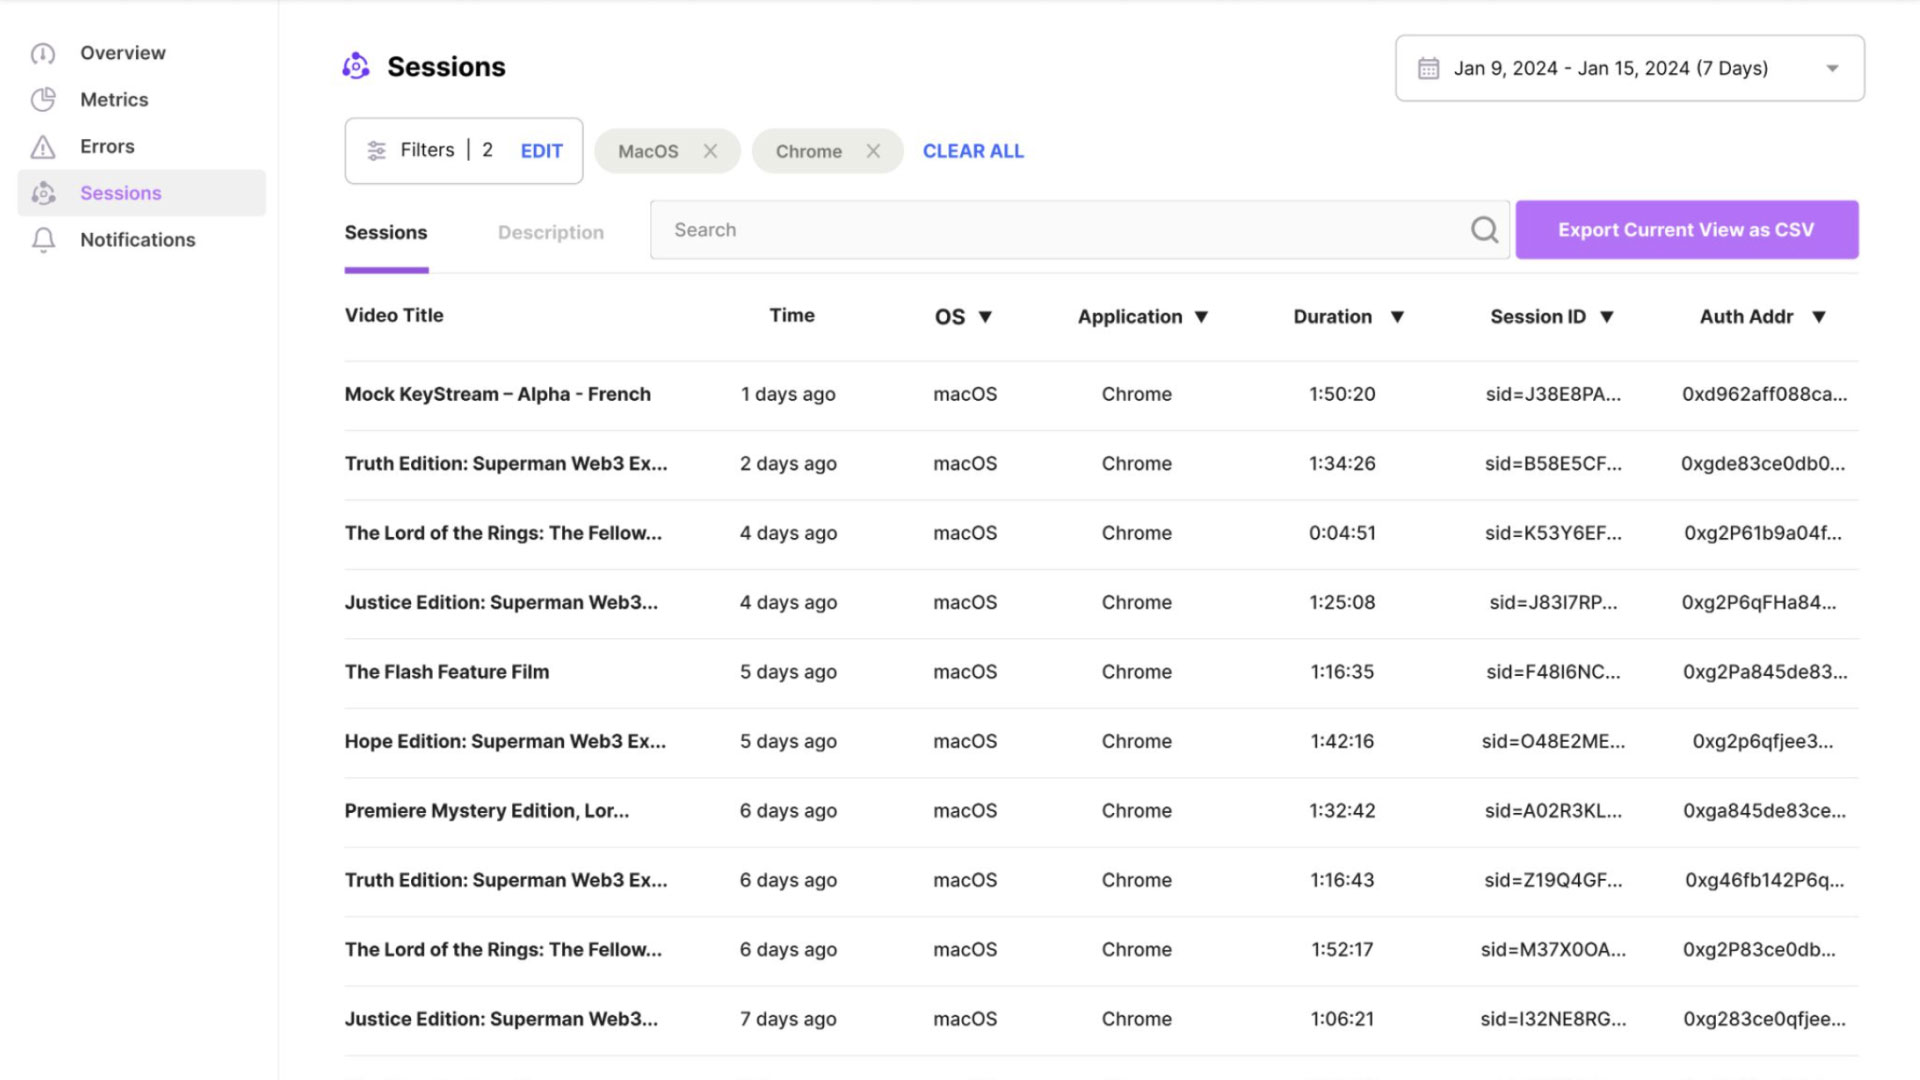 Overview
Metrics
Errors
Sessions
Notifications
Sessions
Jan 9, 2024 - Jan 15, 2024 (7 Days)
Filters | 2 EDIT
MacOS
Chrome
CLEAR ALL
Sessions
Description
Search
Export Current View as CSV
Video Title Time OS ▼ Application ▼ Duration ▼ Session ID ▼ Auth Addr ▼
Mock KeyStream – Alpha - French 1 days ago macOS Chrome 1:50:20 sid=J38E8PA... 0xd962aff088ca...
Truth Edition: Superman Web3 Ex... 2 days ago macOS Chrome 1:34:26 sid=B58E5CF... 0xgde83ce0db0...
The Lord of the Rings: The Fellow... 4 days ago macOS Chrome 0:04:51 sid=K53Y6EF... 0xg2P61b9a04f...
Justice Edition: Superman Web3... 4 days ago macOS Chrome 1:25:08 sid=J83I7RP... 0xg2P6qFHa84...
The Flash Feature Film 5 days ago macOS Chrome 1:16:35 sid=F48I6NC... 0xg2Pa845de83...
Hope Edition: Superman Web3 Ex... 5 days ago macOS Chrome 1:42:16 sid=O48E2ME... 0xg2p6qfjee3...
Premiere Mystery Edition, Lor... 6 days ago macOS Chrome 1:32:42 sid=A02R3KL... 0xga845de83ce...
Truth Edition: Superman Web3 Ex... 6 days ago macOS Chrome 1:16:43 sid=Z19Q4GF... 0xg46fb142P6q...
The Lord of the Rings: The Fellow... 6 days ago macOS Chrome 1:52:17 sid=M37X0OA... 0xg2P83ce0db...
Justice Edition: Superman Web3... 7 days ago macOS Chrome 1:06:21 sid=I32NE8RG... 0xg283ce0qfjee...